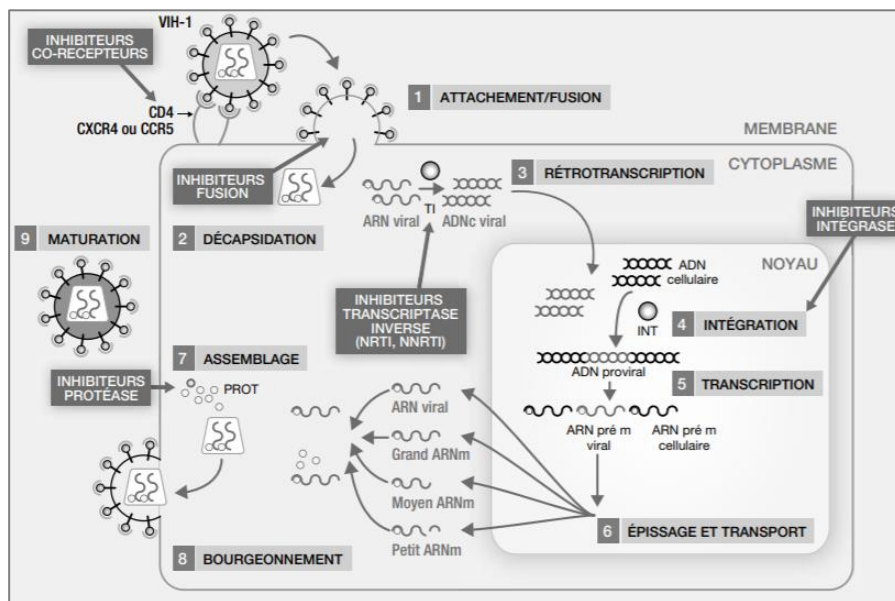 VIH-1
INHIBITEURS
CO-RECEPTEURS
CD4
CXCR4 ou CCR5
1 ATTACHEMENT/FUSION
MEMBRANE
CYTOPLASME
INHIBITEURS
FUSION
ARN viral
TI
ADNc viral
3 RÉTROTRANSCRIPTION
INHIBITEURS
INTÉGRASE
9 MATURATION
2 DÉCAPSIDATION
NOYAU
ADN
cellulaire
INHIBITEURS
TRANSCRIPTASE
INVERSE
(NRTI, NNRTI)
INT
4 INTÉGRATION
7 ASSEMBLAGE
ADN proviral
5 TRANSCRIPTION
INHIBITEURS
PROTÉASE
PROT
ARN viral
ARN pré m
viral
ARN pré m
cellulaire
Grand ARNm
Moyen ARNm
6 ÉPISSAGE ET TRANSPORT
Petit ARNm
8 BOURGEONNEMENT